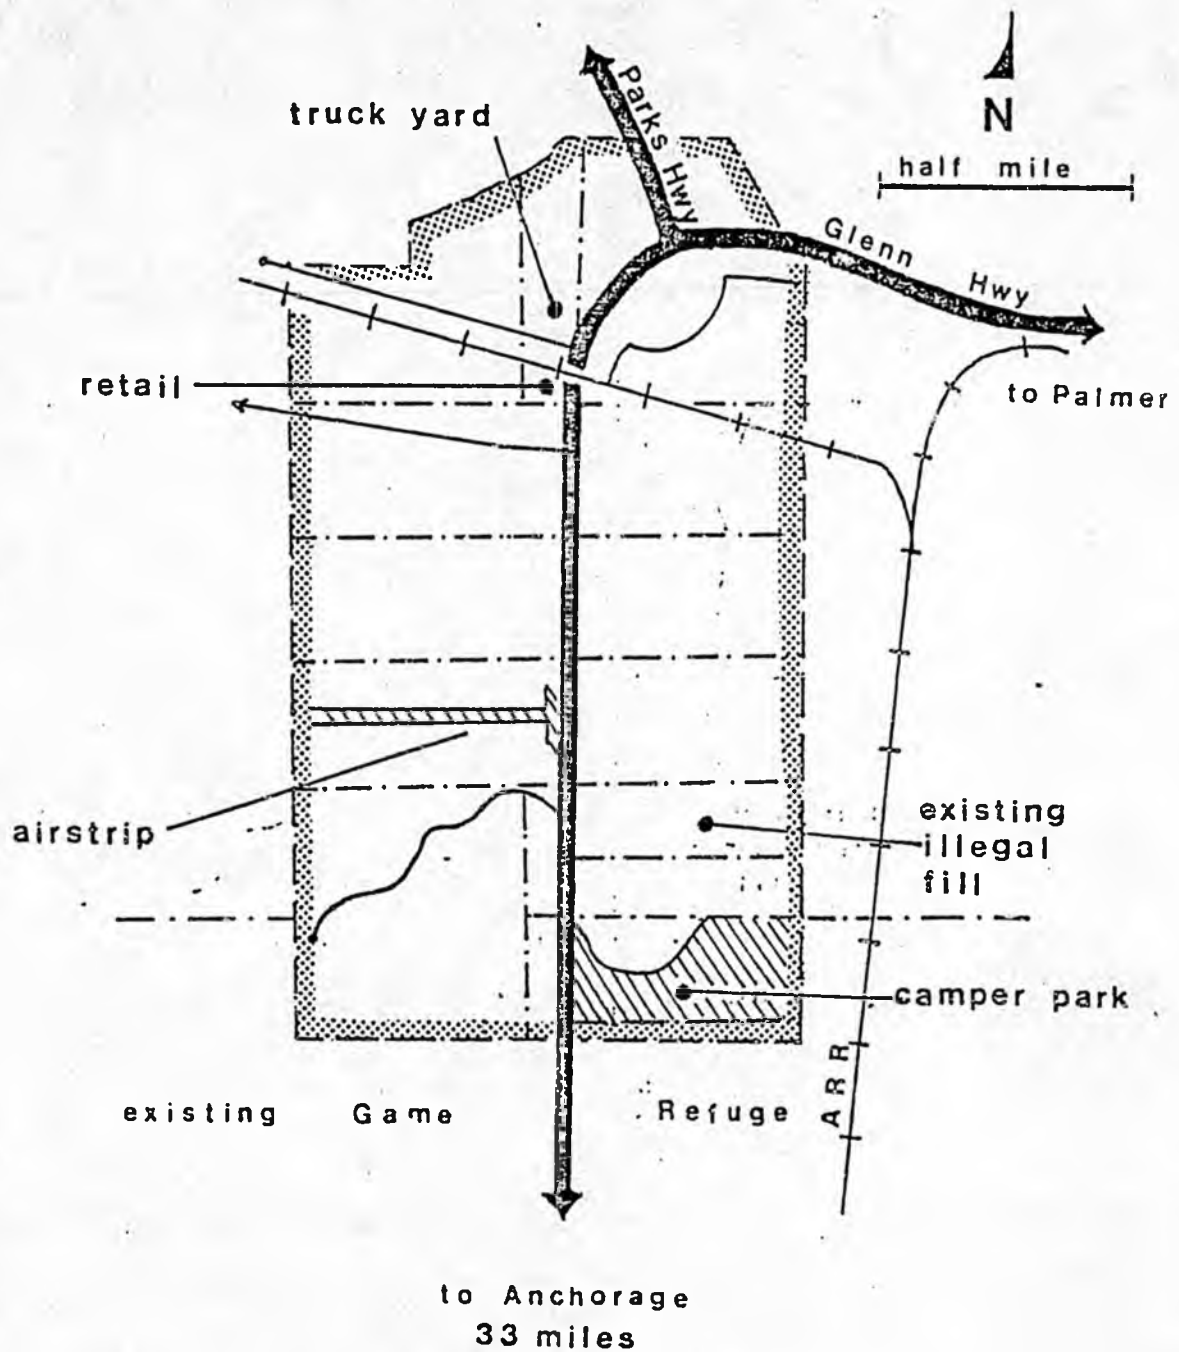 Parks Hwy
truck yard
N
half mile
Glenn Hwy
retail
to Palmer
airstrip
existing
illegal
fill
camper park
ARR
existing Game Refuge
to Anchorage
33 miles